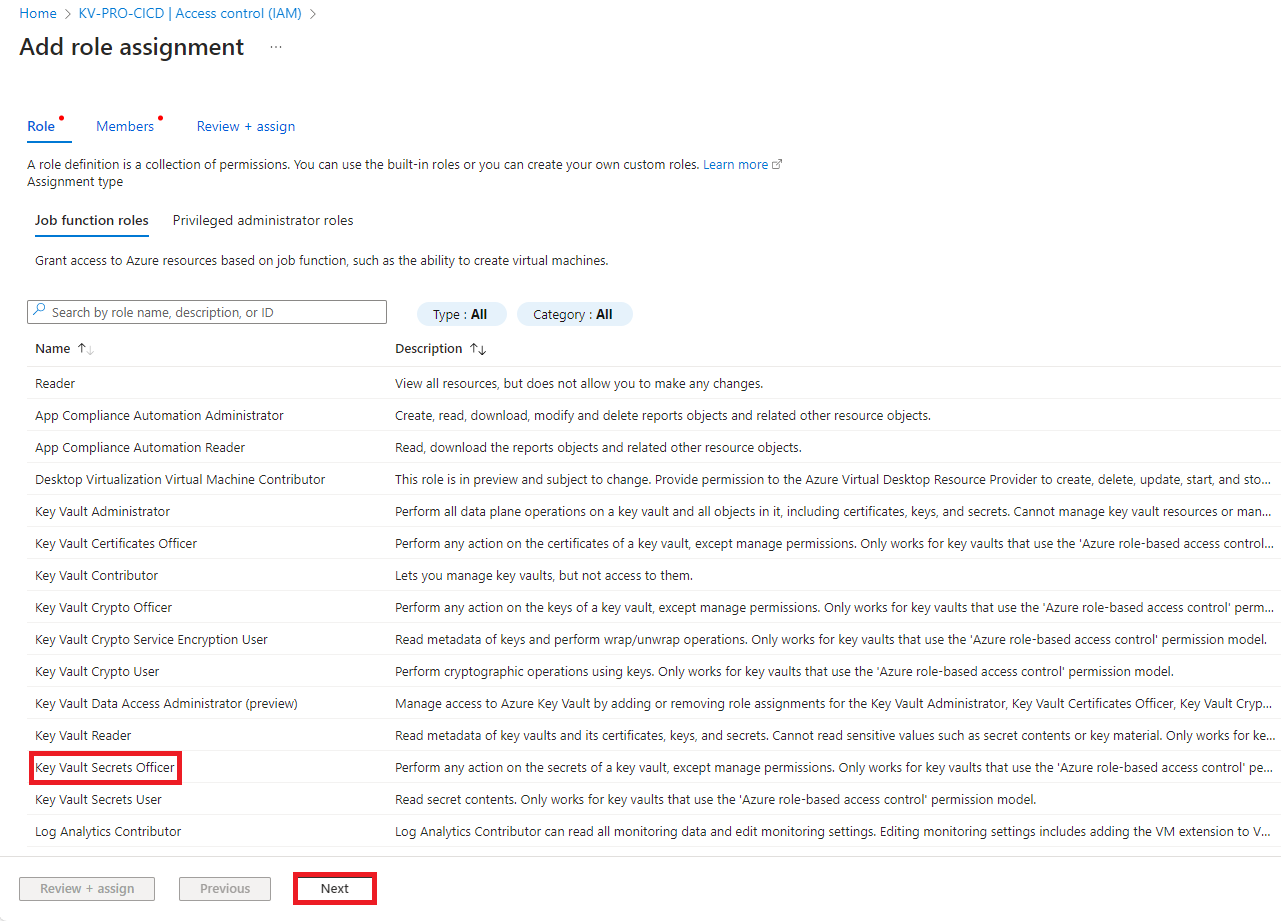 Home > KV-PRO-CICD | Access control (IAM) >
Add role assignment ...
Role Members Review + assign
A role definition is a collection of permissions. You can use the built-in roles or you can create your own custom roles. Learn more
Assignment type
Job function roles Privileged administrator roles
Grant access to Azure resources based on job function, such as the ability to create virtual machines.
Search by role name, description, or ID Type : All Category : All
Name ↑↓ Description ↑↓
Reader View all resources, but does not allow you to make any changes.
App Compliance Automation Administrator Create, read, download, modify and delete reports objects and related other resource objects.
App Compliance Automation Reader Read, download the reports objects and related other resource objects.
Desktop Virtualization Virtual Machine Contributor This role is in preview and subject to change. Provide permission to the Azure Virtual Desktop Resource Provider to create, delete, update, start, and sto...
Key Vault Administrator Perform all data plane operations on a key vault and all objects in it, including certificates, keys, and secrets. Cannot manage key vault resources or man...
Key Vault Certificates Officer Perform any action on the certificates of a key vault, except manage permissions. Only works for key vaults that use the 'Azure role-based access control...
Key Vault Contributor Lets you manage key vaults, but not access to them.
Key Vault Crypto Officer Perform any action on the keys of a key vault, except manage permissions. Only works for key vaults that use the 'Azure role-based access control' perm...
Key Vault Crypto Service Encryption User Read metadata of keys and perform wrap/unwrap operations. Only works for key vaults that use the 'Azure role-based access control' permission model.
Key Vault Crypto User Perform cryptographic operations using keys. Only works for key vaults that use the 'Azure role-based access control' permission model.
Key Vault Data Access Administrator (preview) Manage access to Azure Key Vault by adding or removing role assignments for the Key Vault Administrator, Key Vault Certificates Officer, Key Vault Cryp...
Key Vault Reader Read metadata of key vaults and its certificates, keys, and secrets. Cannot read sensitive values such as secret contents or key material. Only works for ke...
Key Vault Secrets Officer Perform any action on the secrets of a key vault, except manage permissions. Only works for key vaults that use the 'Azure role-based access control' pe...
Key Vault Secrets User Read secret contents. Only works for key vaults that use the 'Azure role-based access control' permission model.
Log Analytics Contributor Log Analytics Contributor can read all monitoring data and edit monitoring settings. Editing monitoring settings includes adding the VM extension to V...
Review + assign Previous Next